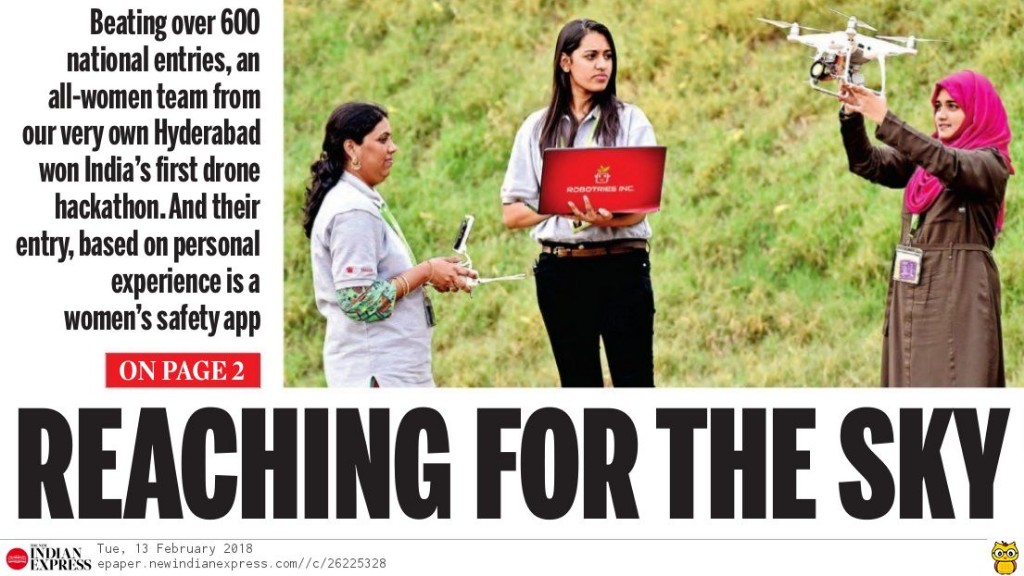 Beating over 600
national entries, an
all-women team from
our very own Hyderabad
won India's first drone
hackathon. And their
entry, based on personal
experience is a
women's safety app
ON PAGE 2
ROBOTRIES INC.
REACHING FOR THE SKY
THE NEW
INDIAN
EXPRESS
Tue, 13 February 2018
epaper.newindianexpress.com//c/26225328